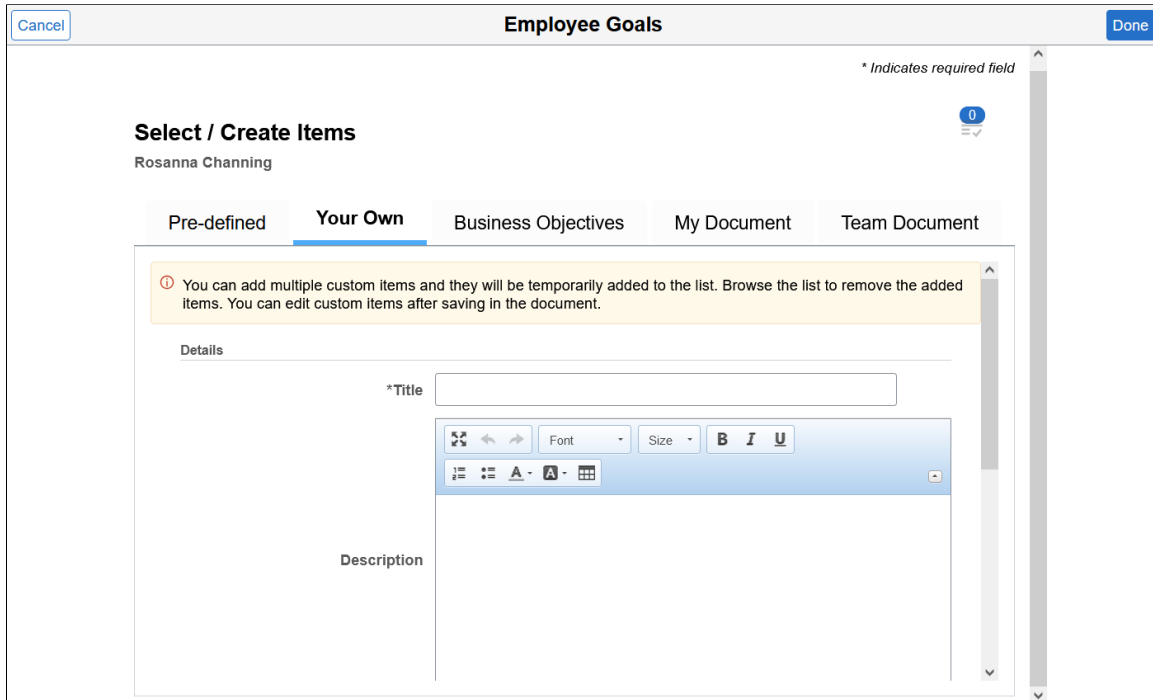 Cancel
Employee Goals
Done
* Indicates required field
0
Select / Create Items
Rosanna Channing
Pre-defined
Your Own
Business Objectives
My Document
Team Document
You can add multiple custom items and they will be temporarily added to the list. Browse the list to remove the added
items. You can edit custom items after saving in the document.
Details
*Title
Font
Size
B I U
A A
Description